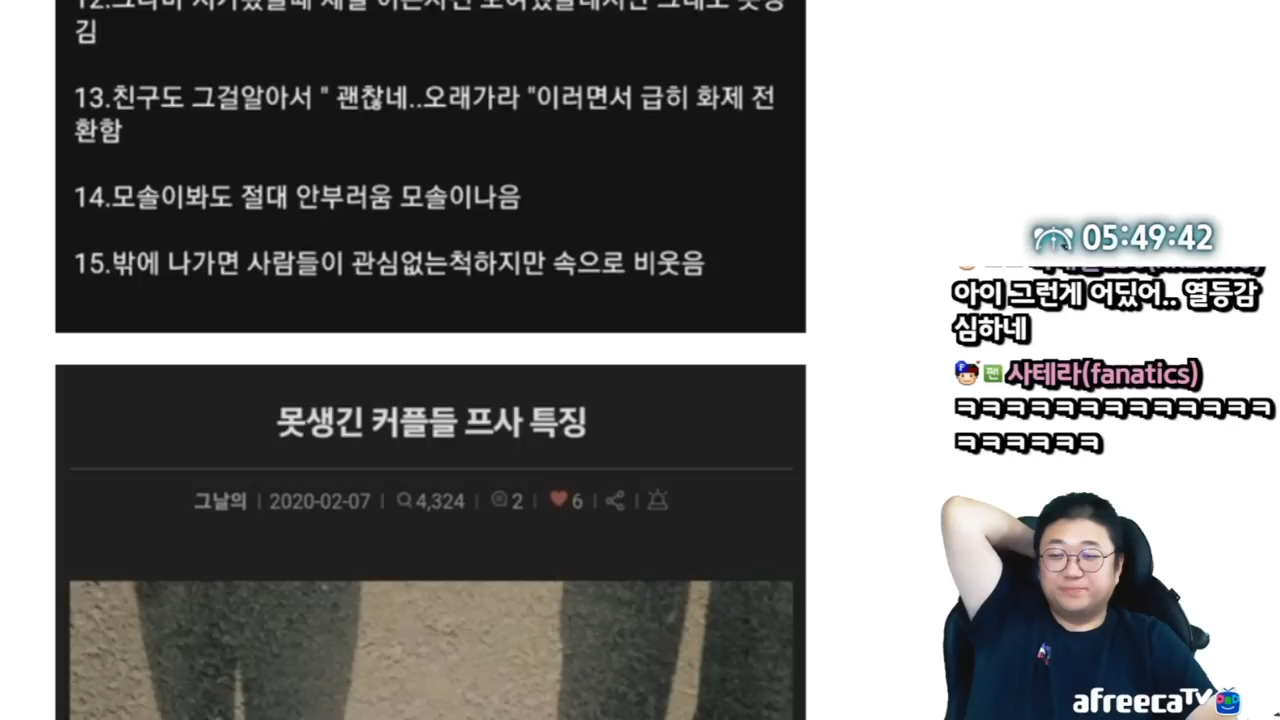 김
13.친구도 그걸알아서 " 괜찮네..오래가라 "이러면서 급히 화제 전
환함
14.모솔이봐도 절대 안부러움 모솔이나음
15.밖에 나가면 사람들이 관심없는척하지만 속으로 비웃음
못생긴 커플들 프사 특징
그냘의 | 2020-02-07 | 4,324 | 2 | 6
05:49:42
아이 그런게 어딨어.. 열등감
심하네
F 팬 사테라(fanatics)
ㅋㅋㅋㅋㅋㅋㅋㅋㅋㅋㅋㅋㅋ
ㅋㅋㅋㅋㅋㅋ
afreecaTV